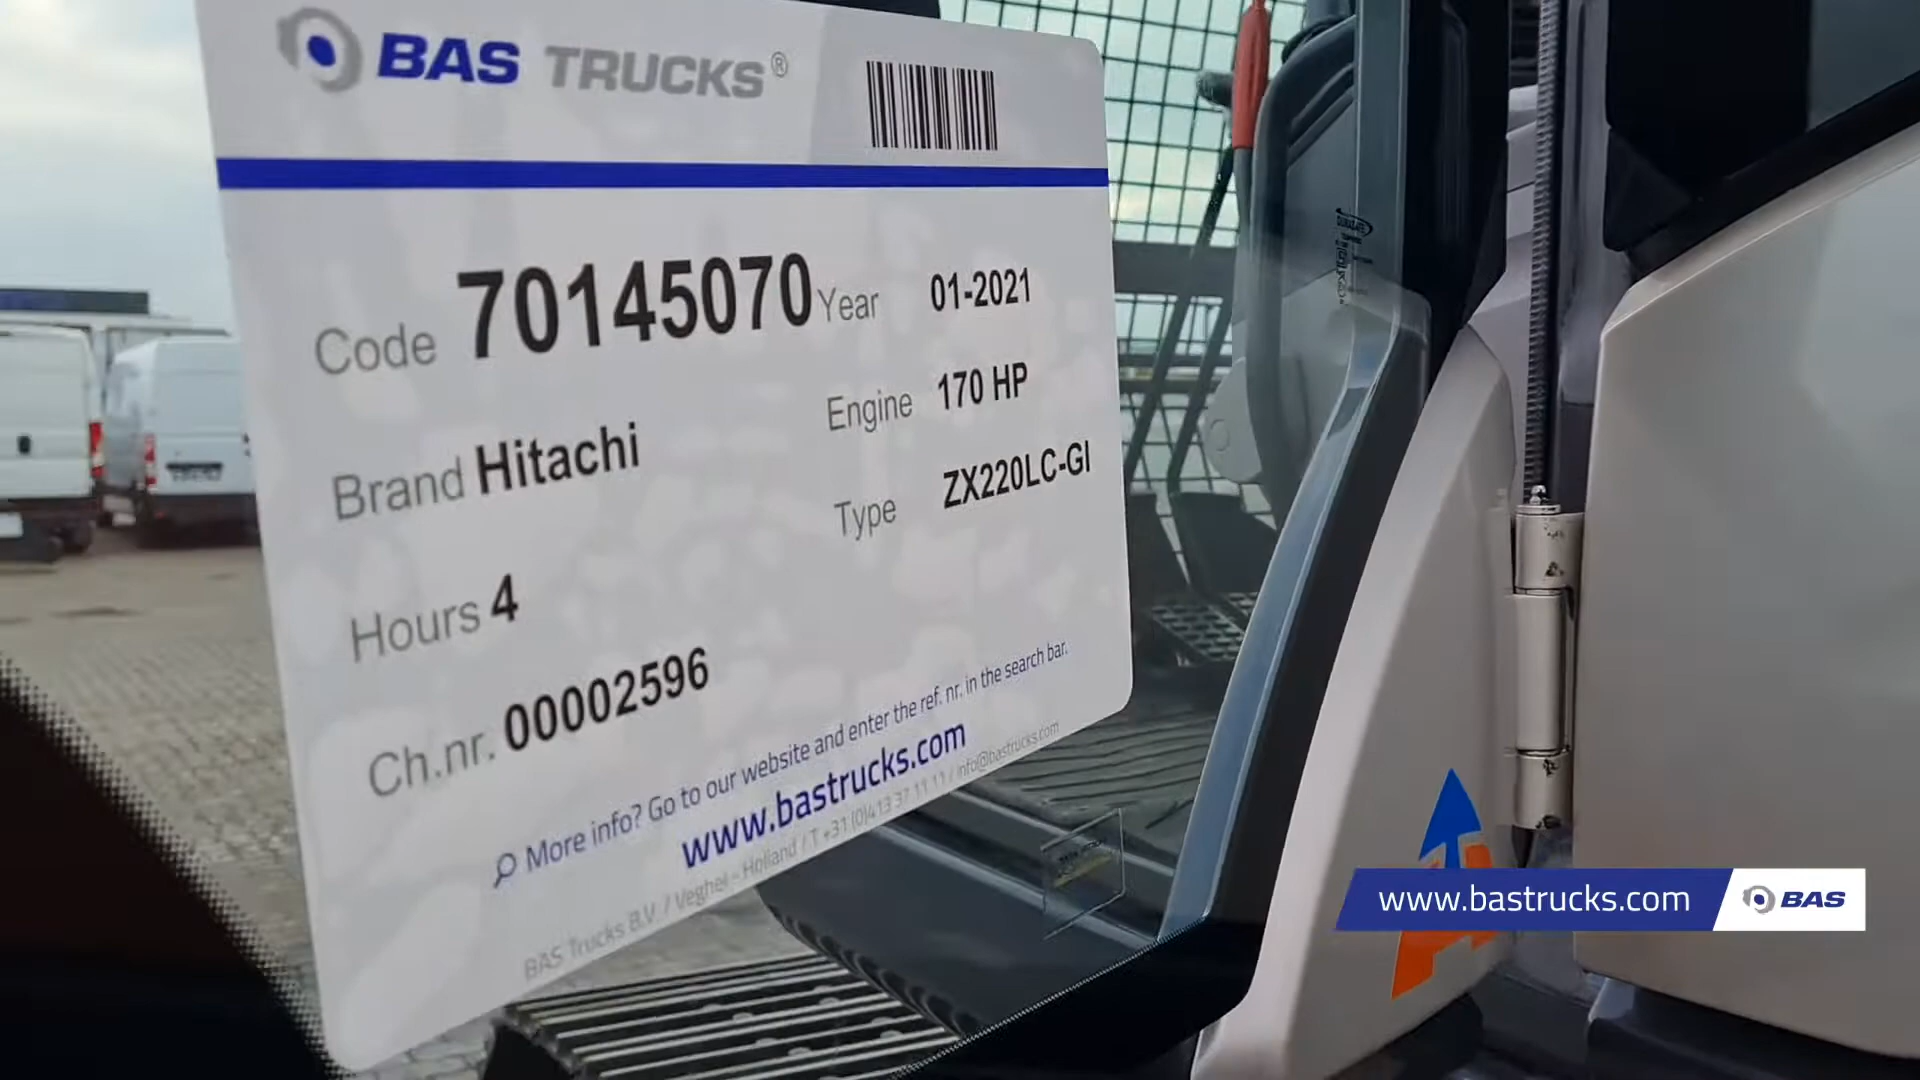 BAS TRUCKS®
Code 70145070
Year 01-2021
Engine 170 HP
Brand Hitachi
Type ZX220LC-GI
Hours 4
Ch.nr. 00002596
More info? Go to our website and enter the ref. nr. in the search bar.
www.bastrucks.com
BAS Trucks B.V. / Veghel - Holland / T +31 (0)413 37 11 11 / info@bastrucks.com
www.bastrucks.com BAS